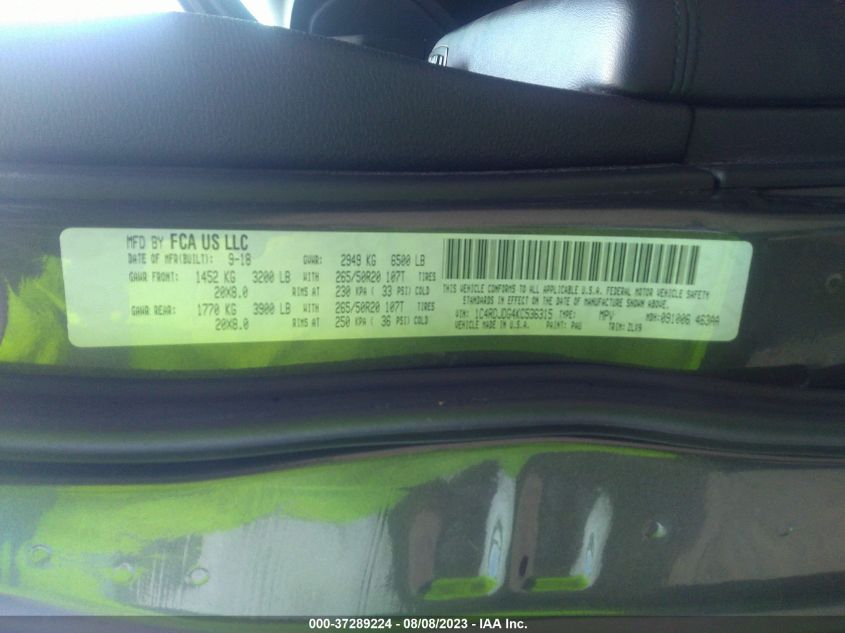 MFD BY FCA US LLC
DATE OF MFR(BUILT): 9-18 GVWR: 2949 KG 6500 LB
GAWR FRONT: 1452 KG 3200 LB WITH 265/50R20 107T TIRES
20X8.0 RIMS AT 230 KPA ( 33 PSI) COLD
GAWR REAR: 1770 KG 3900 LB WITH 265/50R20 107T TIRES
20X8.0 RIMS AT 250 KPA ( 36 PSI) COLD
THIS VEHICLE CONFORMS TO ALL APPLICABLE U.S.A. FEDERAL MOTOR VEHICLE SAFETY
STANDARDS IN EFFECT ON THE DATE OF MANUFACTURE SHOWN ABOVE.
VIN: 1C4RDJDG4KC536315 TYPE: MPV MDH:091006 463AA
VEHICLE MADE IN U.S.A. PAINT: PAU TRIM: ZLX9
000-37289224 - 08/08/2023 - IAA Inc.